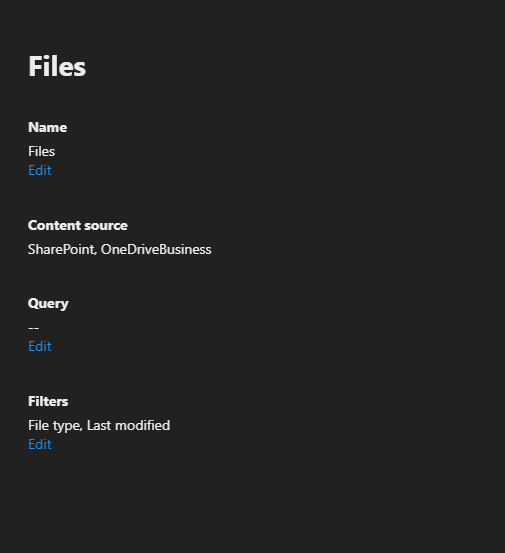 Files
Name
Files
Edit
Content source
SharePoint, OneDriveBusiness
Query
--
Edit
Filters
File type, Last modified
Edit